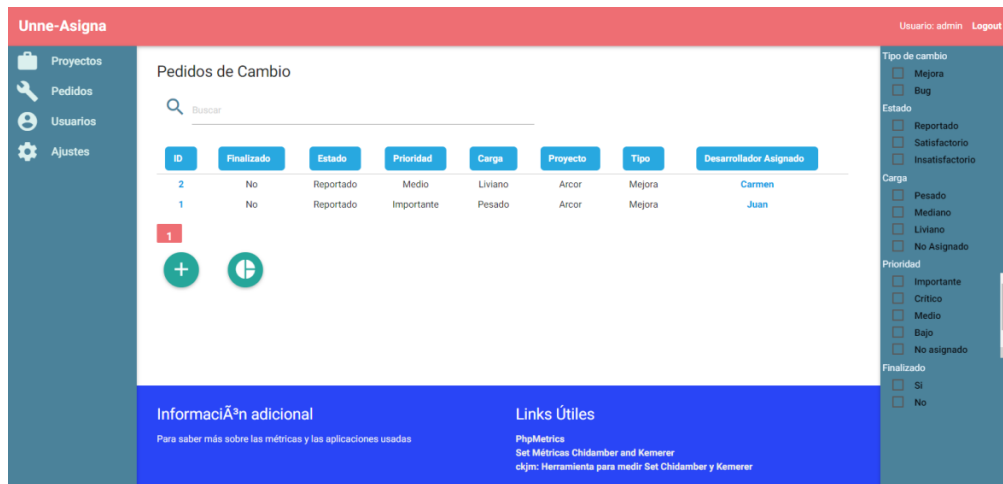 Unne-Asigna
Usuario: admin Logout
Proyectos
Pedidos
Usuarios
Ajustes
Pedidos de Cambio
Buscar
ID Finalizado Estado Prioridad Carga Proyecto Tipo Desarrollador Asignado
2 No Reportado Medio Liviano Arcor Mejora Carmen
1 No Reportado Importante Pesado Arcor Mejora Juan
1
Tipo de cambio
Mejora
Bug
Estado
Reportado
Satisfactorio
Insatisfactorio
Carga
Pesado
Mediano
Liviano
No Asignado
Prioridad
Importante
Crítico
Medio
Bajo
No asignado
Finalizado
Si
No
InformaciÃ³n adicional
Para saber más sobre las métricas y las aplicaciones usadas
Links Útiles
PhpMetrics
Set Métricas Chidamber and Kemerer
ckjm: Herramienta para medir Set Chidamber y Kemerer